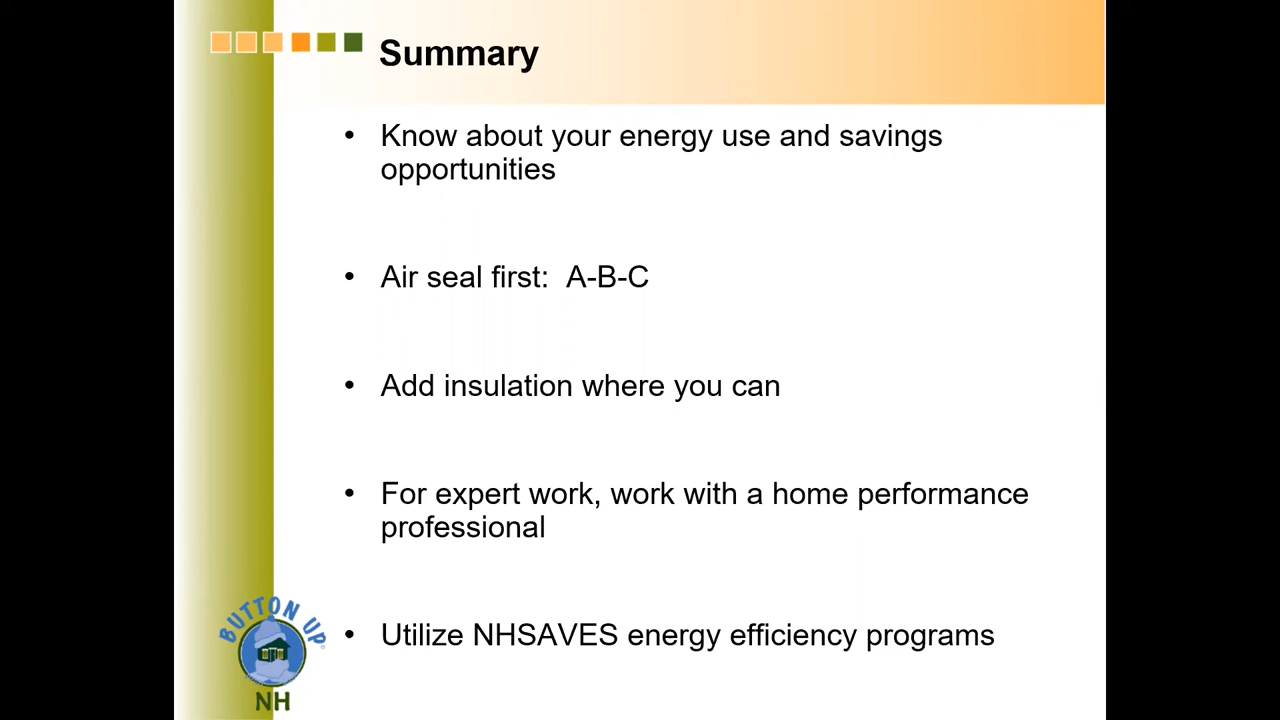 Summary
• Know about your energy use and savings
opportunities
• Air seal first:  A-B-C
• Add insulation where you can
• For expert work, work with a home performance
professional
• Utilize NHSAVES energy efficiency programs
BUTTON UP
NH